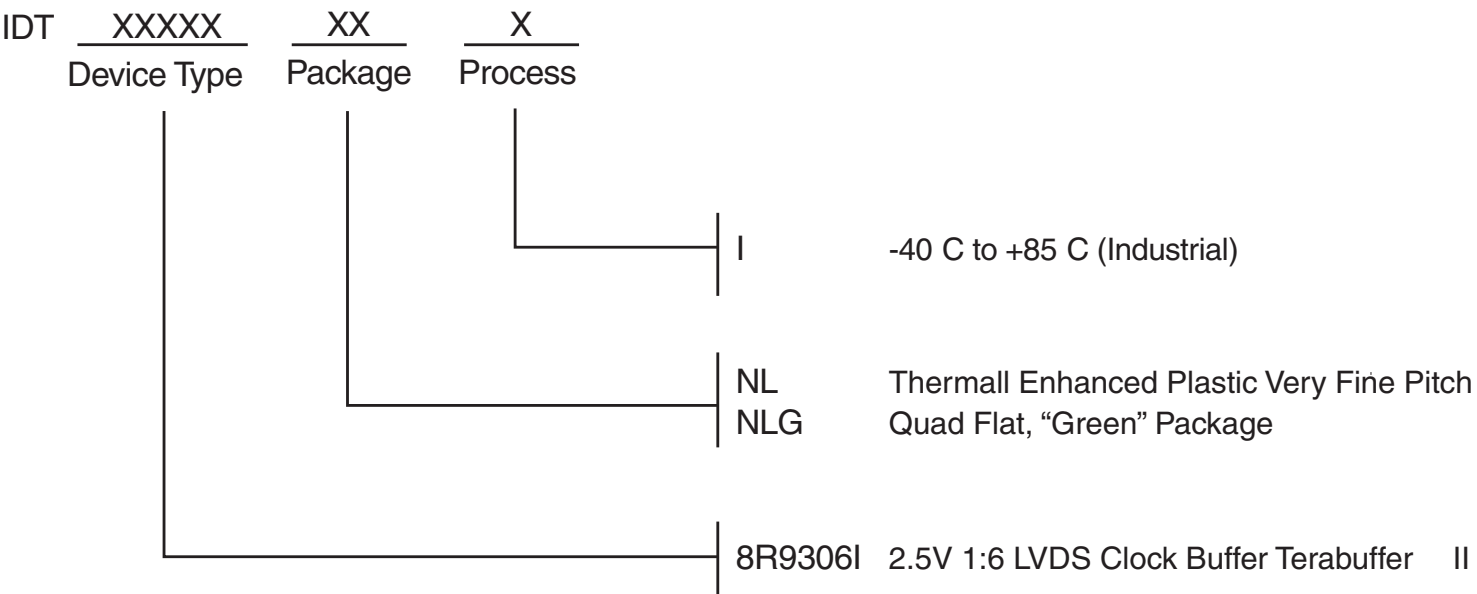 IDT XXXXX XX X
Device Type Package Process
I -40 C to +85 C (Industrial)
NL Thermall Enhanced Plastic Very Fine Pitch
NLG Quad Flat, “Green” Package
8R9306I 2.5V 1:6 LVDS Clock Buffer Terabuffer II